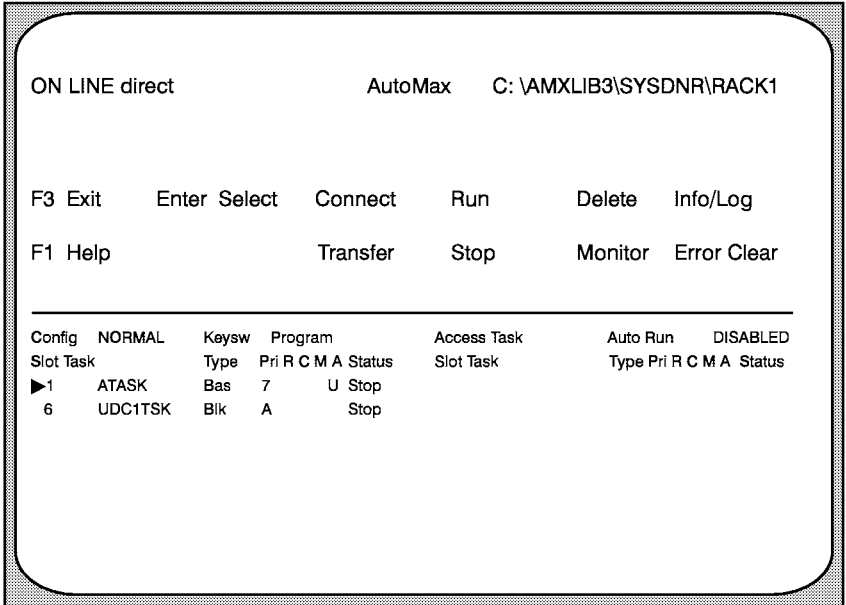 ON LINE direct AutoMax C: \AMXLIB3\SYSDNR\RACK1
F3 Exit Enter Select Connect Run Delete Info/Log
F1 Help Transfer Stop Monitor Error Clear
Config NORMAL Keysw Program Access Task Auto Run DISABLED
Slot Task Type Pri R C M A Status Slot Task Type Pri R C M A Status
▶1 ATASK Bas 7 U Stop
6 UDC1TSK Blk A Stop